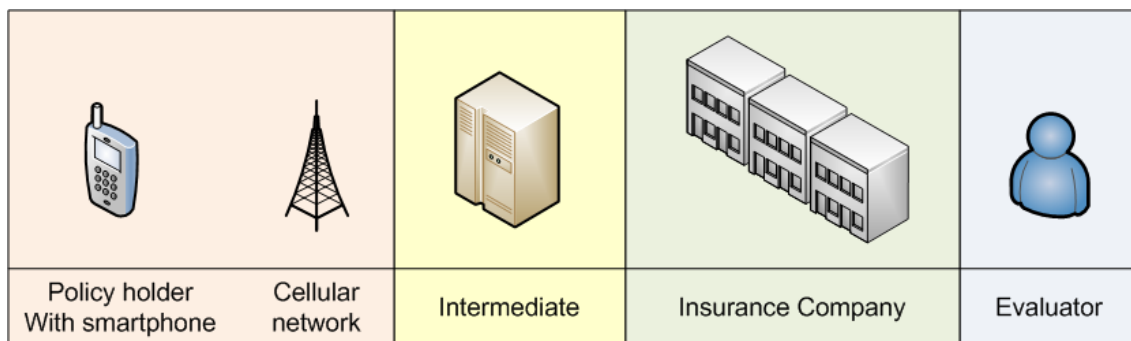 Policy holder
With smartphone
Cellular
network
Intermediate
Insurance Company
Evaluator